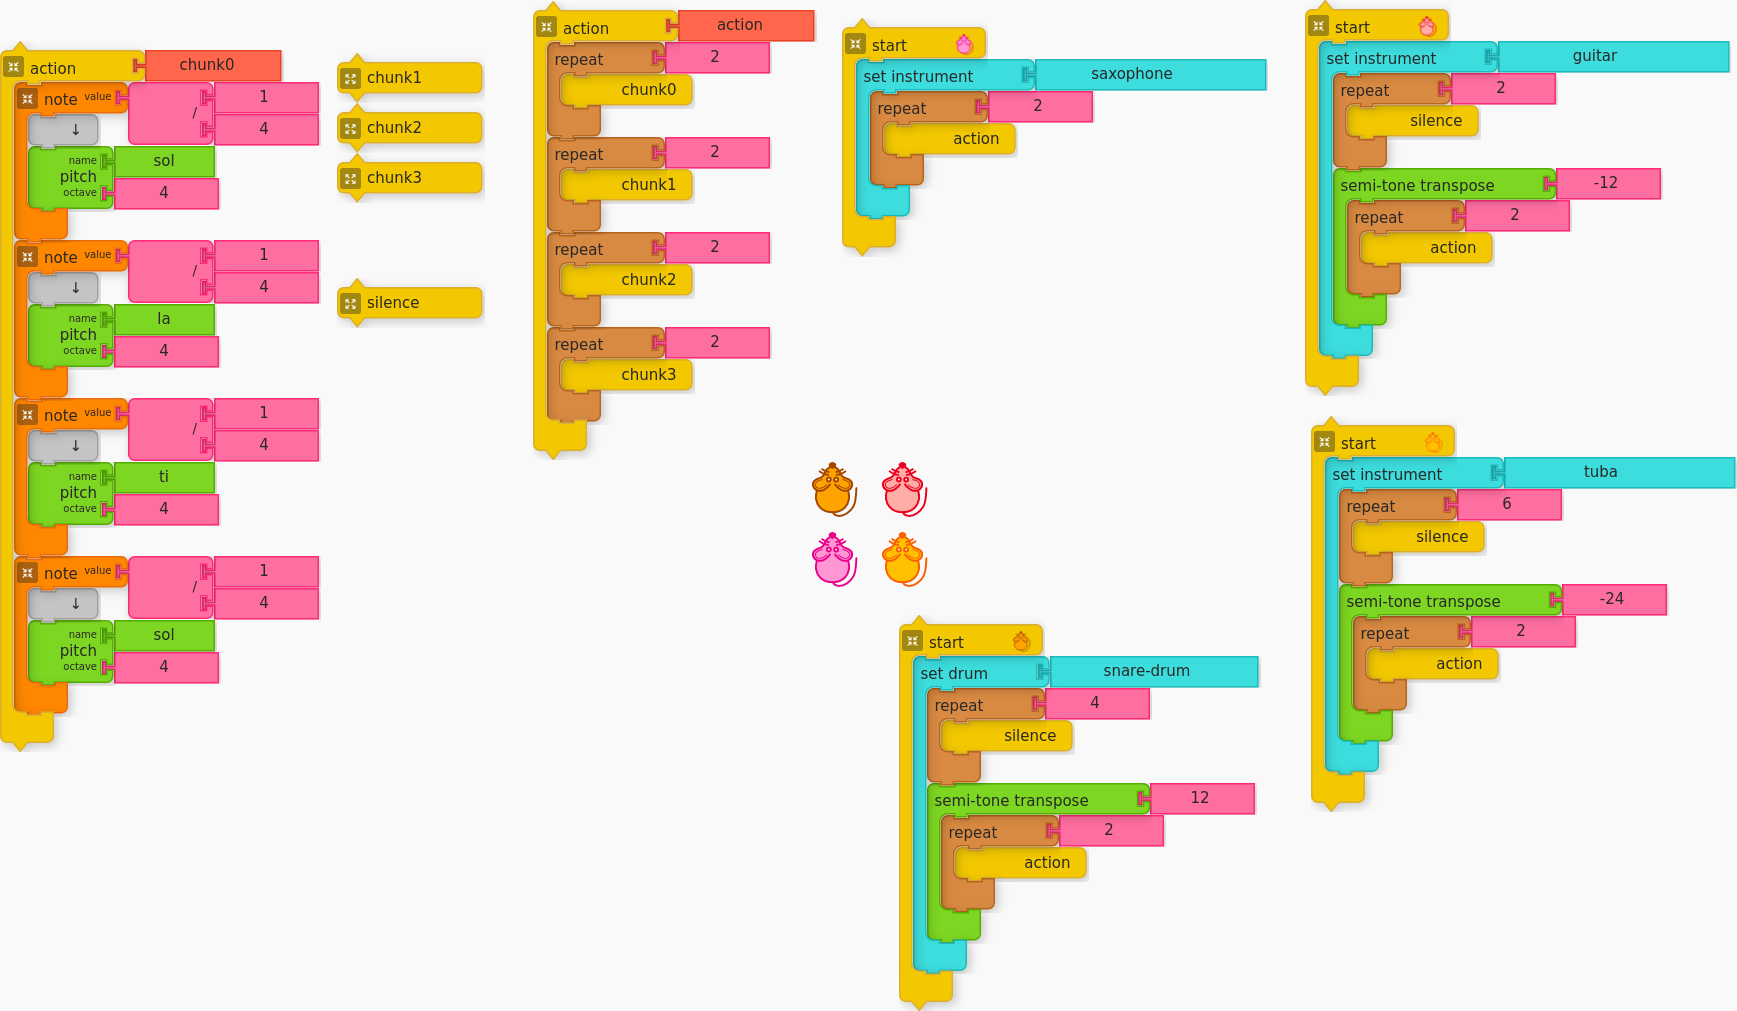 action chunk0
note value 1
/
↓ 4
name sol
pitch
octave 4
note value 1
/
↓ 4
name la
pitch
octave 4
note value 1
/
↓ 4
name ti
pitch
octave 4
note value 1
/
↓ 4
name sol
pitch
octave 4
chunk1
chunk2
chunk3
silence
action action
repeat 2
chunk0
repeat 2
chunk1
repeat 2
chunk2
repeat 2
chunk3
start
set instrument saxophone
repeat 2
action
start
set instrument guitar
repeat 2
silence
semi-tone transpose -12
repeat 2
action
start
set instrument tuba
repeat 6
silence
semi-tone transpose -24
repeat 2
action
start
set drum snare-drum
repeat 4
silence
semi-tone transpose 12
repeat 2
action